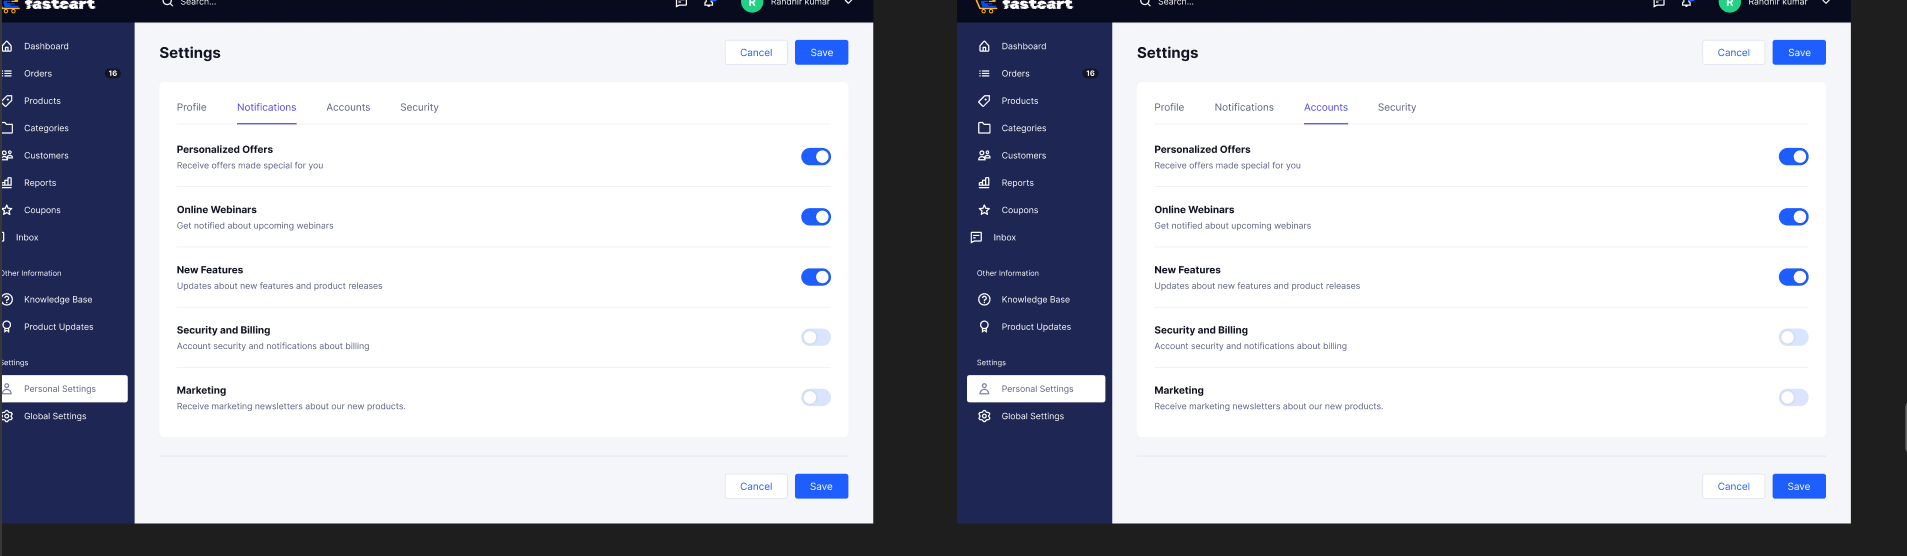 fastcart
Search...
R
Randhir kumar
Dashboard
Orders 16
Products
Categories
Customers
Reports
Coupons
Inbox
Other Information
Knowledge Base
Product Updates
Settings
Personal Settings
Global Settings
Settings
Cancel Save
Profile Notifications Accounts Security
Personalized Offers
Receive offers made special for you
Online Webinars
Get notified about upcoming webinars
New Features
Updates about new features and product releases
Security and Billing
Account security and notifications about billing
Marketing
Receive marketing newsletters about our new products.
Cancel Save
fastcart
Search...
R
Randhir kumar
Dashboard
Orders 16
Products
Categories
Customers
Reports
Coupons
Inbox
Other Information
Knowledge Base
Product Updates
Settings
Personal Settings
Global Settings
Settings
Cancel Save
Profile Notifications Accounts Security
Personalized Offers
Receive offers made special for you
Online Webinars
Get notified about upcoming webinars
New Features
Updates about new features and product releases
Security and Billing
Account security and notifications about billing
Marketing
Receive marketing newsletters about our new products.
Cancel Save